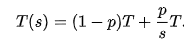 T(s) = (1 − p)T + \frac{p}{s}T.